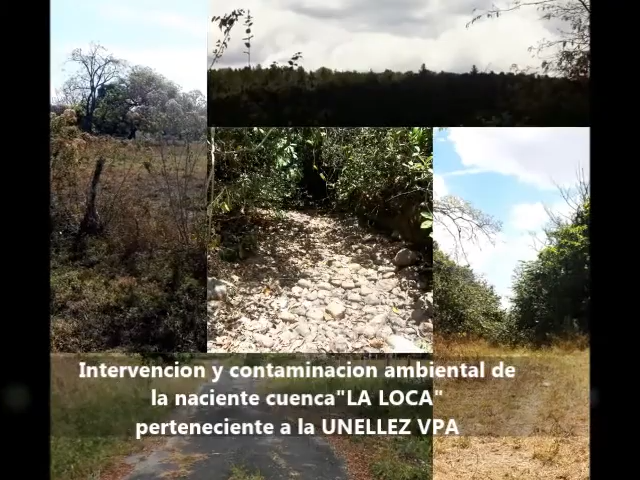 Intervencion y contaminacion ambiental de
la naciente cuenca"LA LOCA"
perteneciente a la UNELLEZ VPA